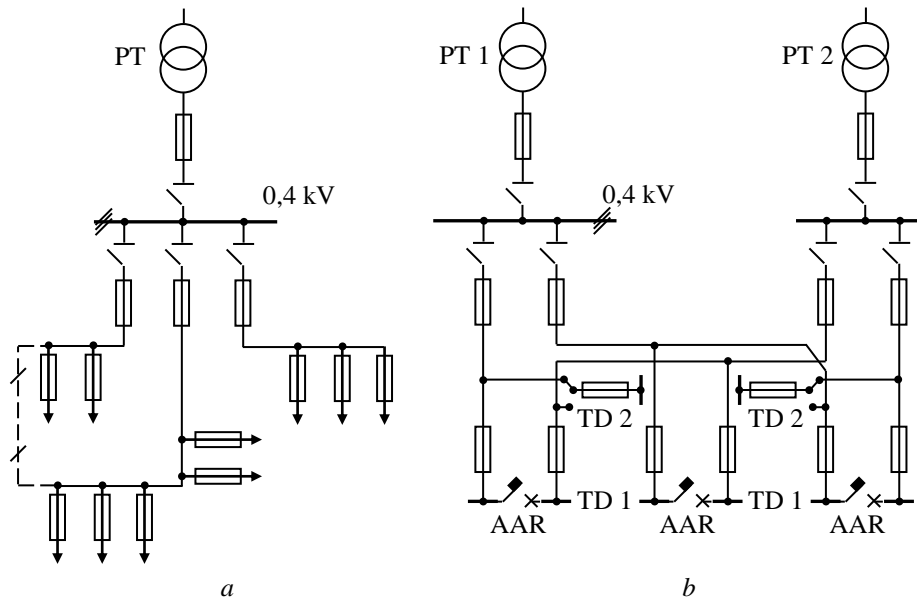 PT
PT 1
PT 2
0,4 kV
0,4 kV
TD 2
TD 2
TD 1
TD 1
AAR
AAR
AAR
a
b